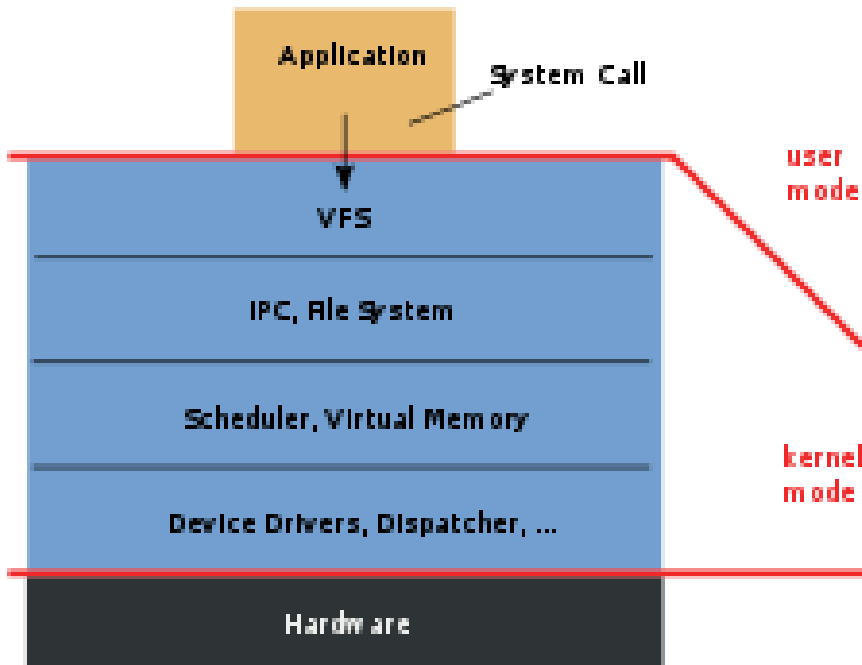 Application
System Call
user
mode
VFS
IPC, File System
Scheduler, Virtual Memory
kernel
mode
Device Drivers, Dispatcher, ...
Hardware